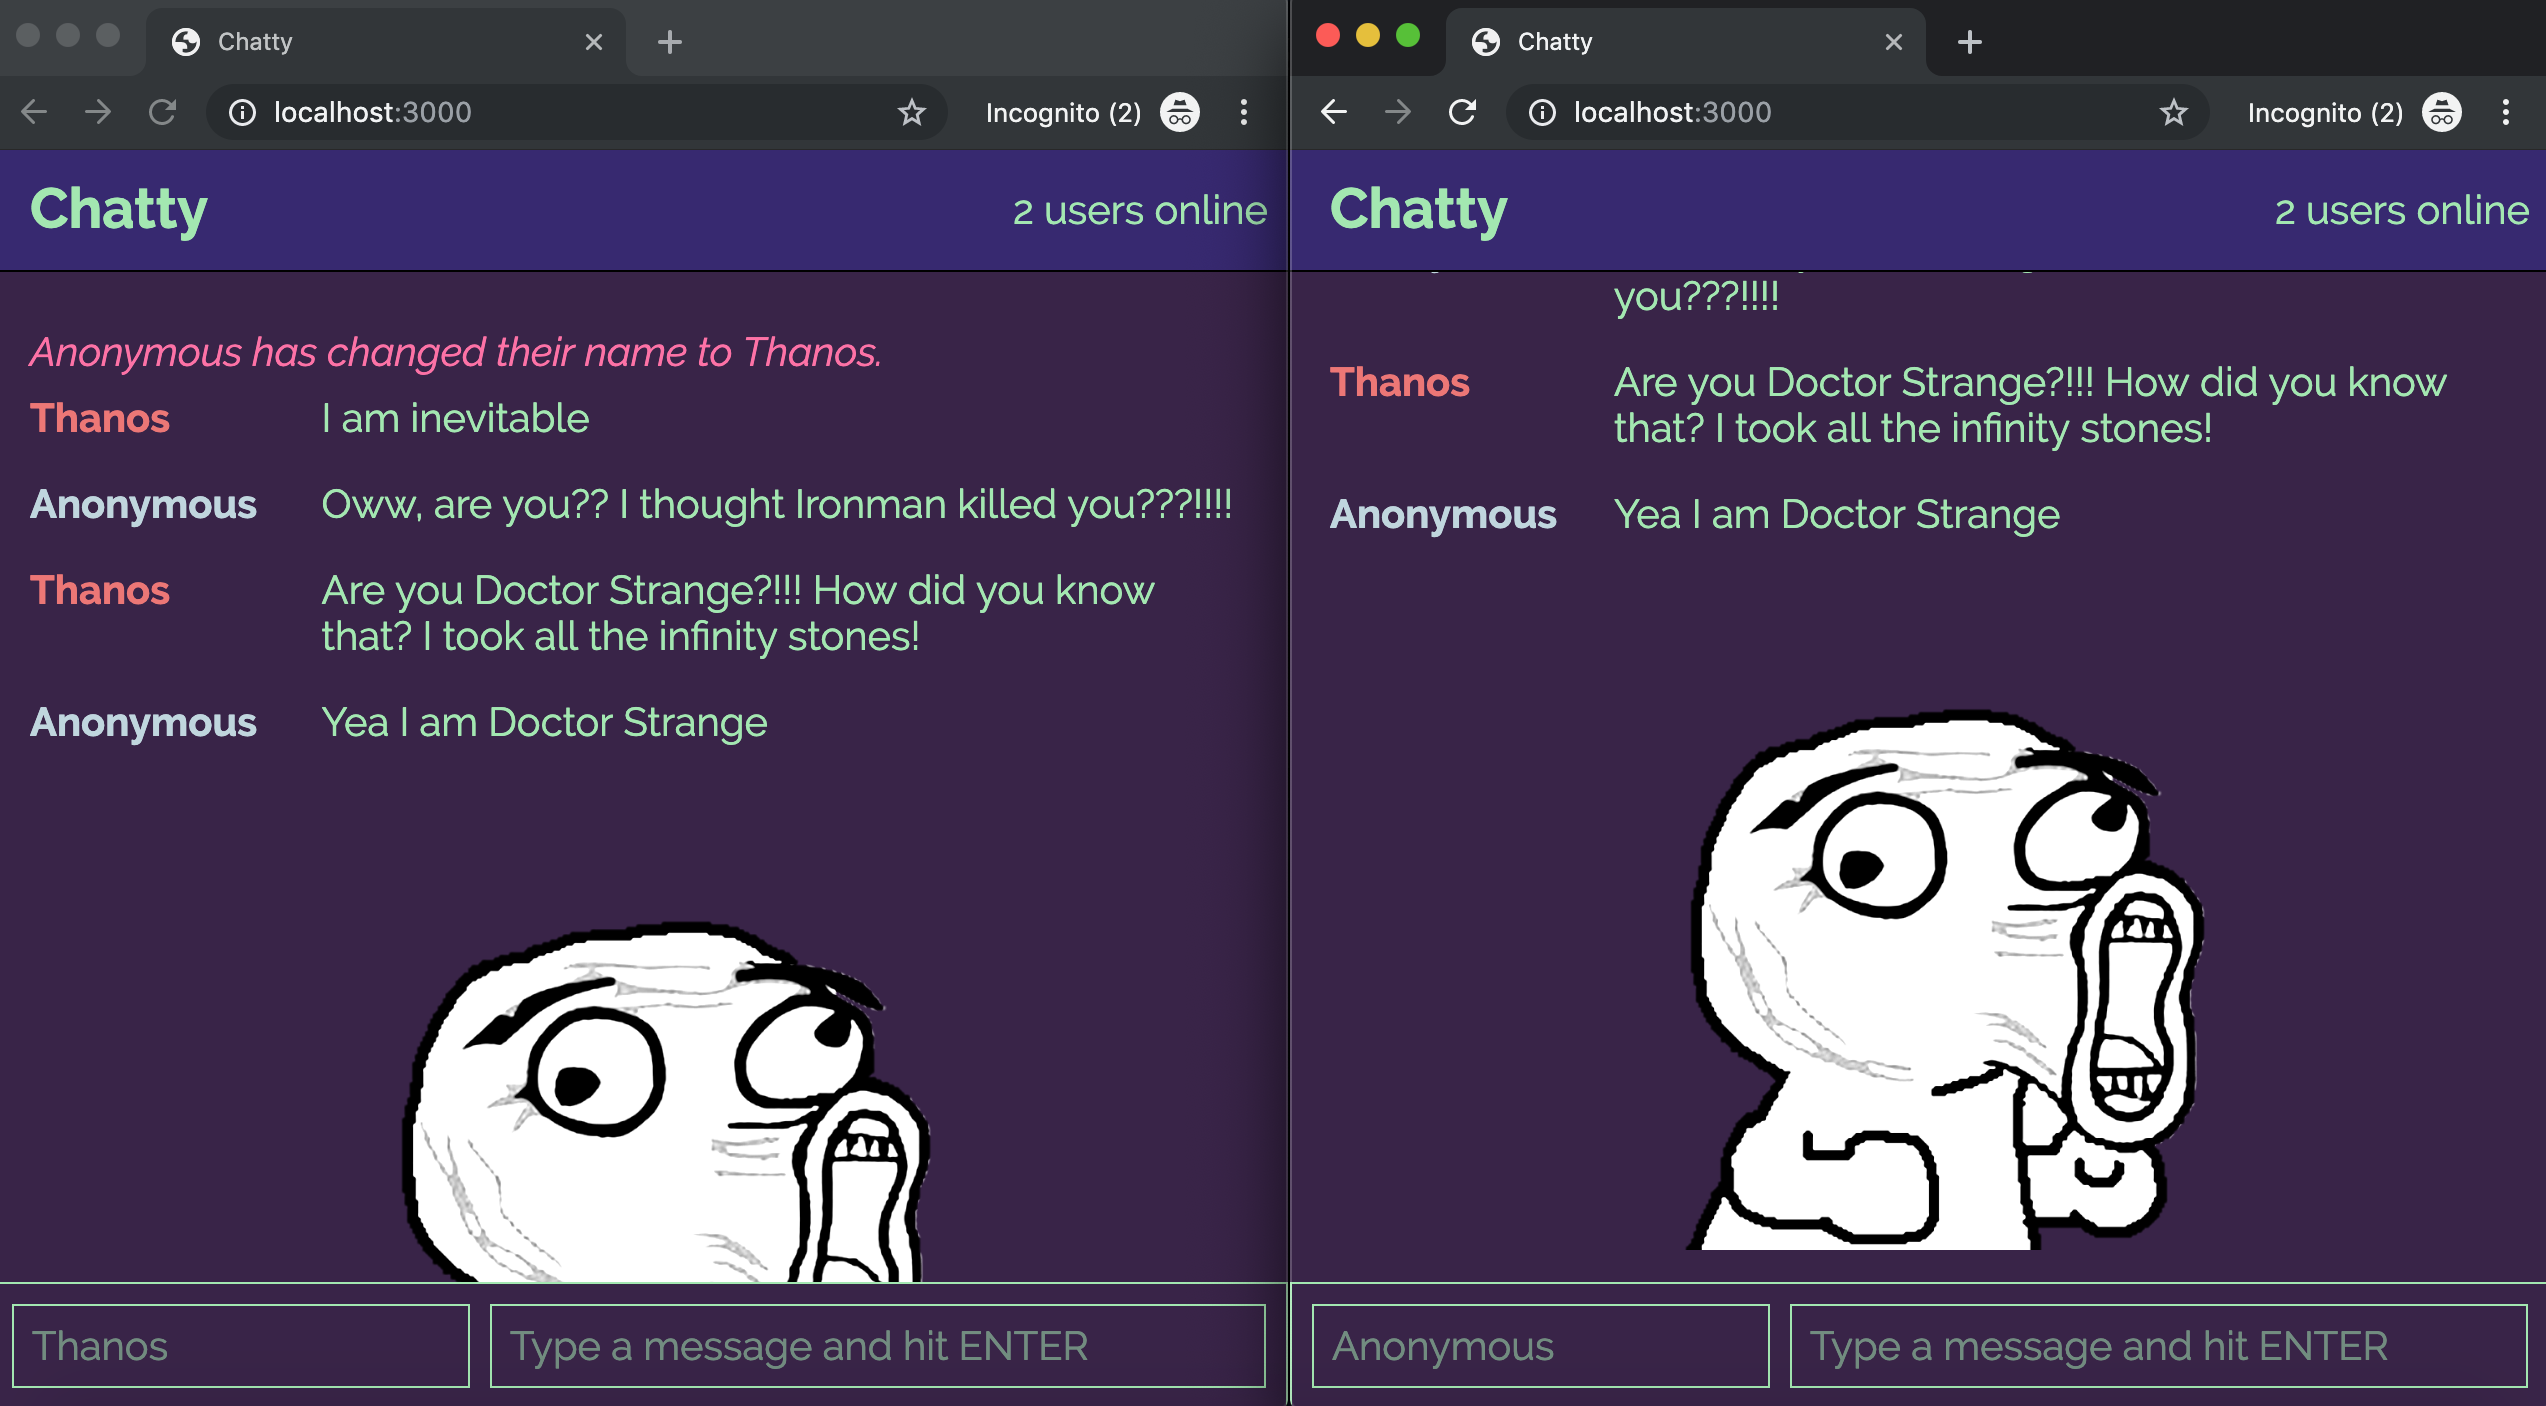 Chatty
localhost:3000
Incognito (2)
Chatty
2 users online
Anonymous has changed their name to Thanos.
Thanos I am inevitable
Anonymous Oww, are you?? I thought Ironman killed you???!!!!
Thanos Are you Doctor Strange?!!! How did you know
that? I took all the infinity stones!
Anonymous Yea I am Doctor Strange
Thanos Type a message and hit ENTER
Chatty
localhost:3000
Incognito (2)
Chatty
2 users online
you???!!!!
Thanos Are you Doctor Strange?!!! How did you know
that? I took all the infinity stones!
Anonymous Yea I am Doctor Strange
Anonymous Type a message and hit ENTER